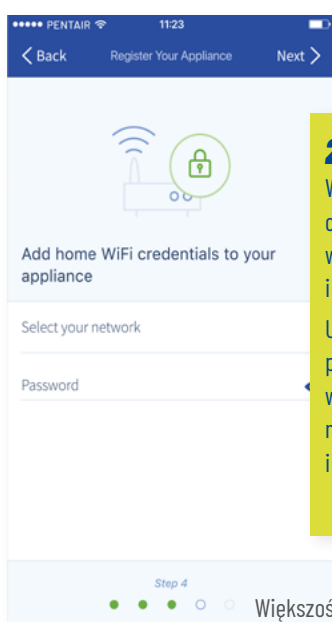 PENTAIR 11:23
Back Register Your Appliance Next
Add home WiFi credentials to your
appliance
Select your network
Password
Step 4